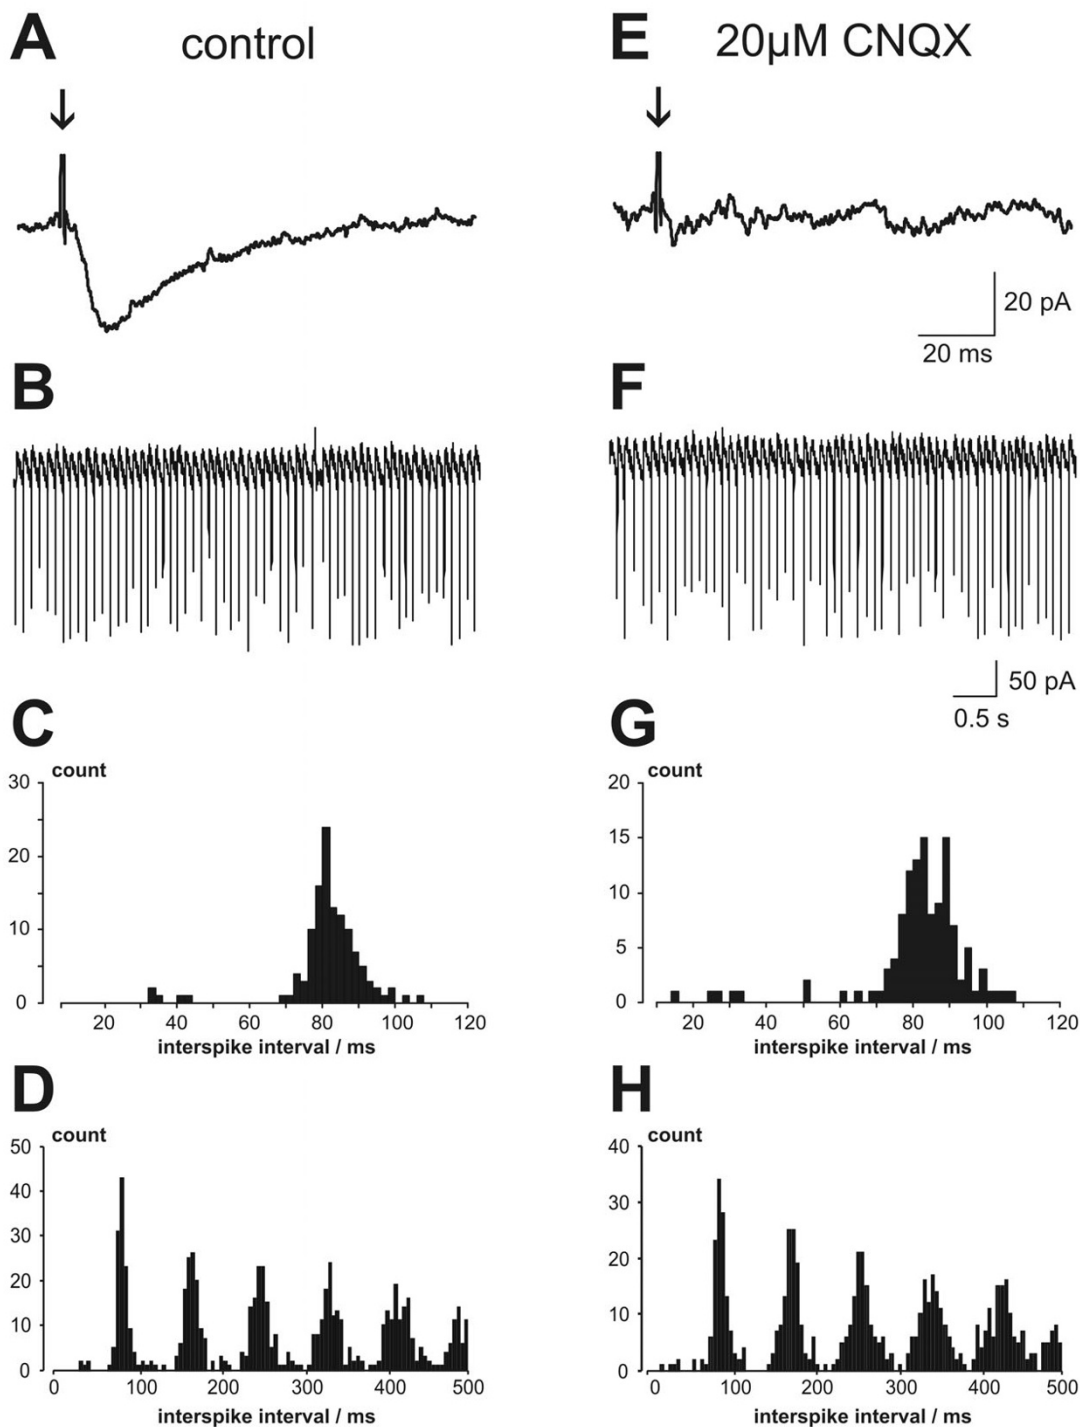 A
control
E
20µM CNQX
20 pA
20 ms
B
F
50 pA
0.5 s
C
G
count
30
20
10
0
20 40 60 80 100 120
interspike interval / ms
count
20
15
10
5
0
20 40 60 80 100 120
interspike interval / ms
D
H
count
50
40
30
20
10
0
0 100 200 300 400 500
interspike interval / ms
count
40
30
20
10
0
0 100 200 300 400 500
interspike interval / ms